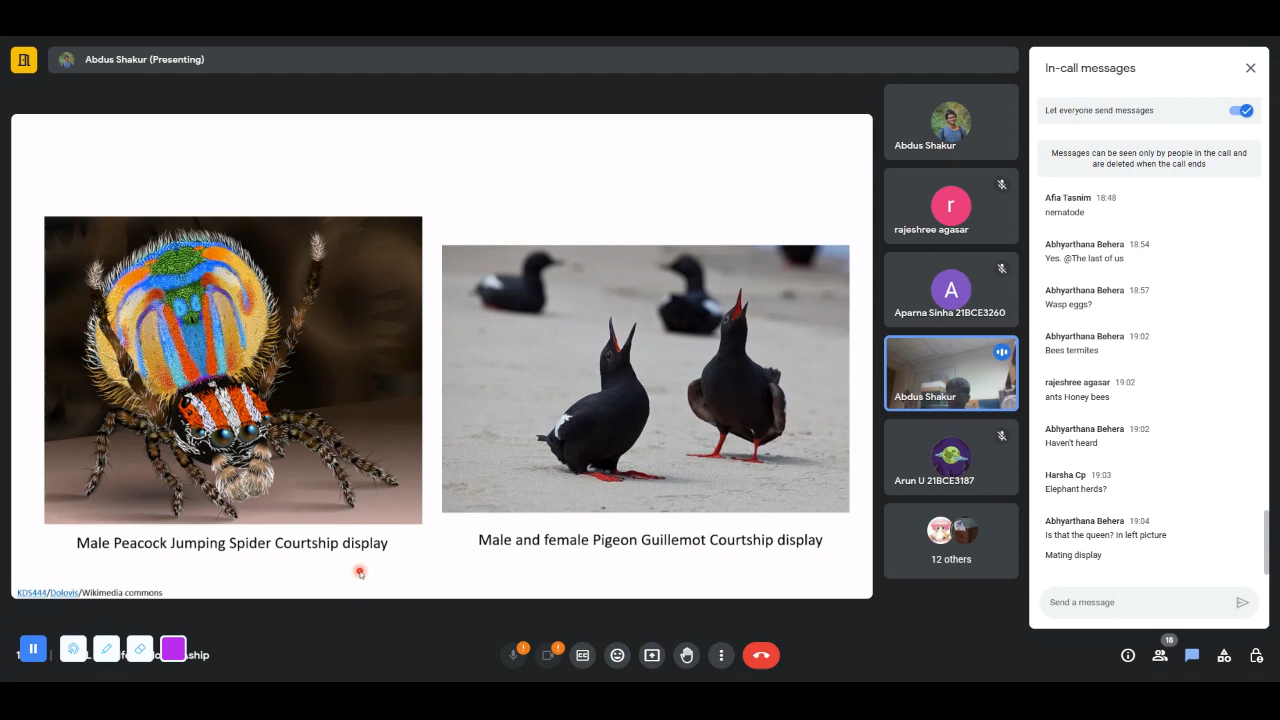 Abdus Shakur (Presenting)
Male Peacock Jumping Spider Courtship display
Male and female Pigeon Guillemot Courtship display
KDS444/Dolovis/Wikimedia commons
Abdus Shakur
r
rajeshree agasar
A
Aparna Sinha 21BCE3260
Abdus Shakur
Arun U 21BCE3187
12 others
In-call messages
Let everyone send messages
Messages can be seen only by people in the call and
are deleted when the call ends
Afia Tasnim 18:48
nematode
Abhyarthana Behera 18:54
Yes. @The last of us
Abhyarthana Behera 18:57
Wasp eggs?
Abhyarthana Behera 19:02
Bees termites
rajeshree agasar 19:02
ants Honey bees
Abhyarthana Behera 19:02
Haven't heard
Harsha Cp 19:03
Elephant herds?
Abhyarthana Behera 19:04
Is that the queen? In left picture
Mating display
Send a message
18